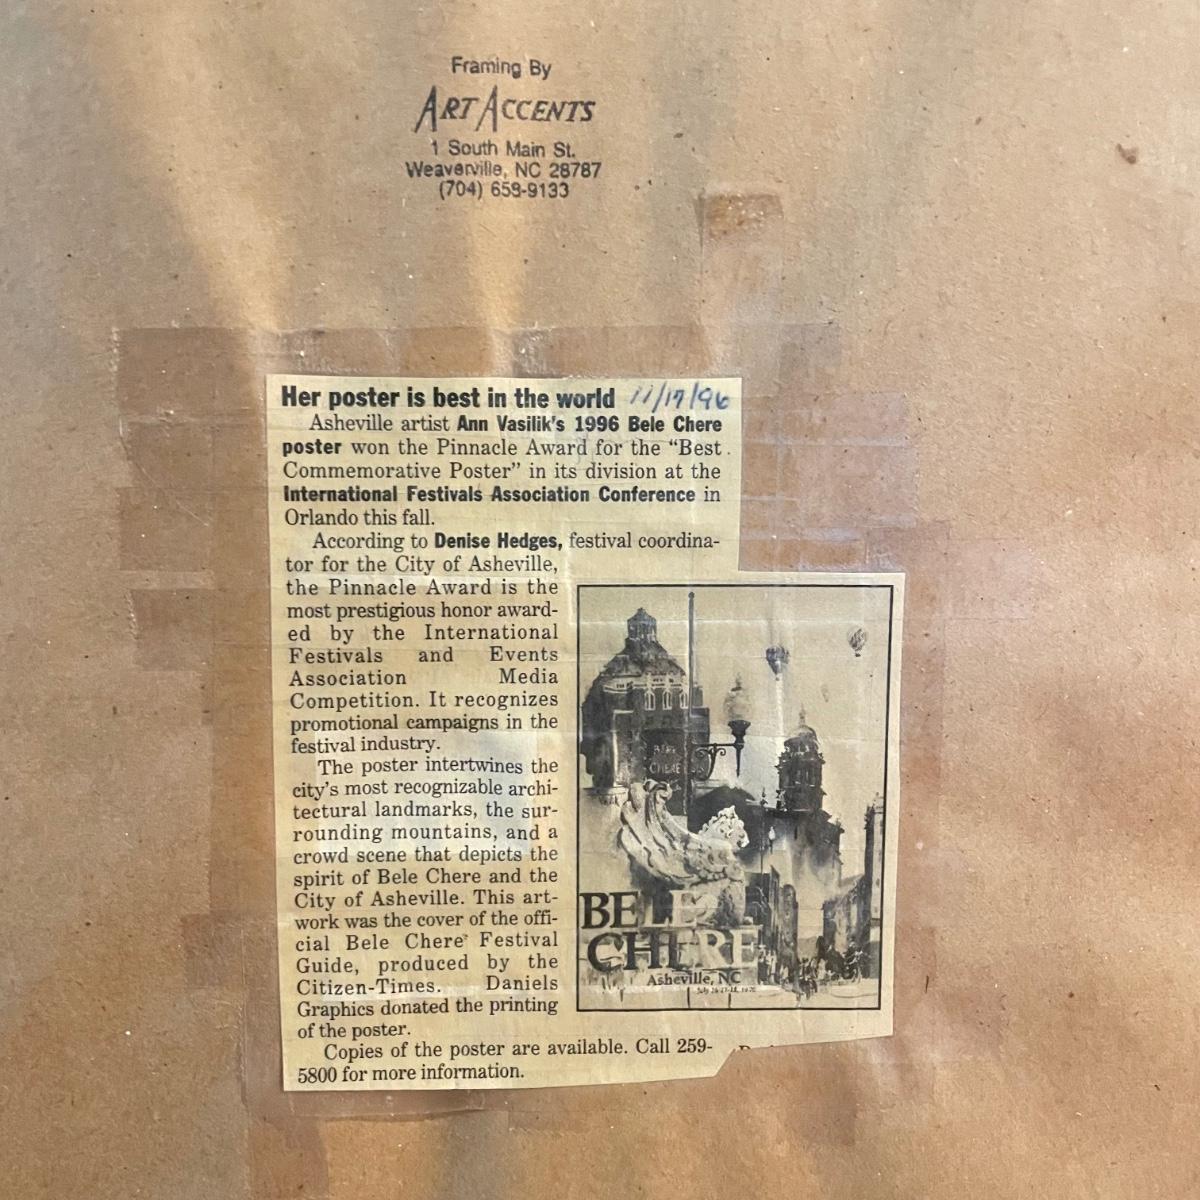 Framing By
ART ACCENTS
1 South Main St.
Weaverville, NC 28787
(704) 658-9133
Her poster is best in the world 11/17/96
Asheville artist Ann Vasilik's 1996 Bele Chere
poster won the Pinnacle Award for the “Best
Commemorative Poster” in its division at the
International Festivals Association Conference in
Orlando this fall.
According to Denise Hedges, festival coordina-
tor for the City of Asheville,
the Pinnacle Award is the
most prestigious honor award-
ed by the International
Festivals and Events
Association Media
Competition. It recognizes
promotional campaigns in the
festival industry.
The poster intertwines the
city's most recognizable archi-
tectural landmarks, the sur-
rounding mountains, and a
crowd scene that depicts the
spirit of Bele Chere and the
City of Asheville. This art-
work was the cover of the offi-
cial Bele Chere Festival
Guide, produced by the
Citizen-Times. Daniels
Graphics donated the printing
of the poster.
Copies of the poster are available. Call 259-
5800 for more information.
BELE
CHERE
BELE
CHERE
Asheville, NC